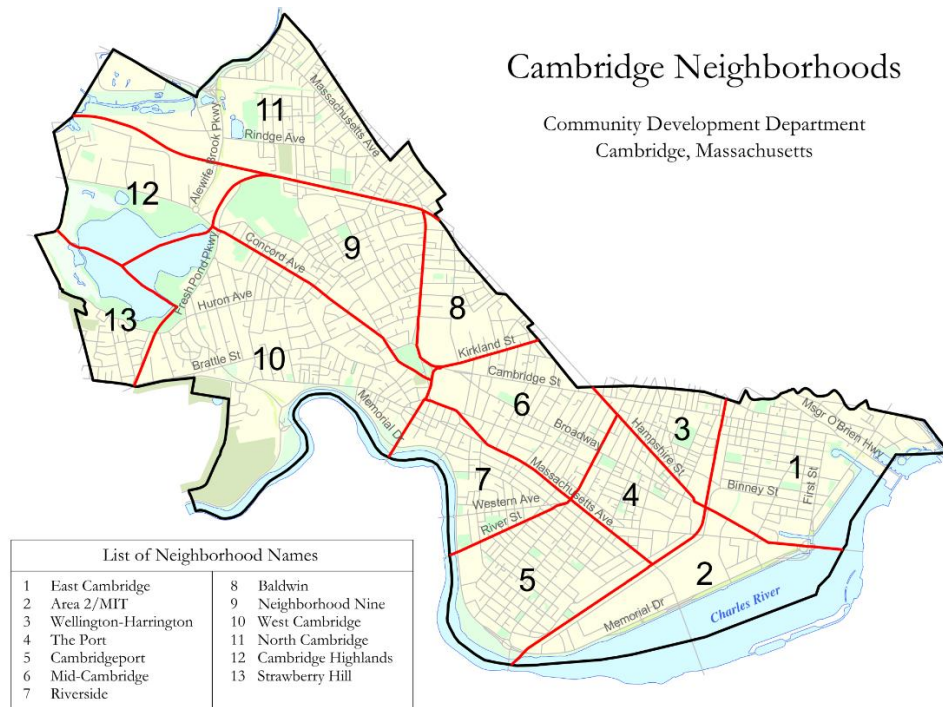 Cambridge Neighborhoods
Community Development Department
Cambridge, Massachusetts
11
Massachusetts Ave
Rindge Ave
Alewife Brook Pkwy
12
9
Concord Ave
Fresh Pond Pkwy
Huron Ave
8
13
10
Brattle St
Kirkland St
Cambridge St
6
Memorial Dr
Broadway
Hampshire St
3
Msgr O'Brien Hwy
1
First St
Binney St
7
Massachusetts Ave
4
Western Ave
River St
5
2
Memorial Dr
Charles River
List of Neighborhood Names
1 East Cambridge
2 Area 2/MIT
3 Wellington-Harrington
4 The Port
5 Cambridgeport
6 Mid-Cambridge
7 Riverside
8 Baldwin
9 Neighborhood Nine
10 West Cambridge
11 North Cambridge
12 Cambridge Highlands
13 Strawberry Hill